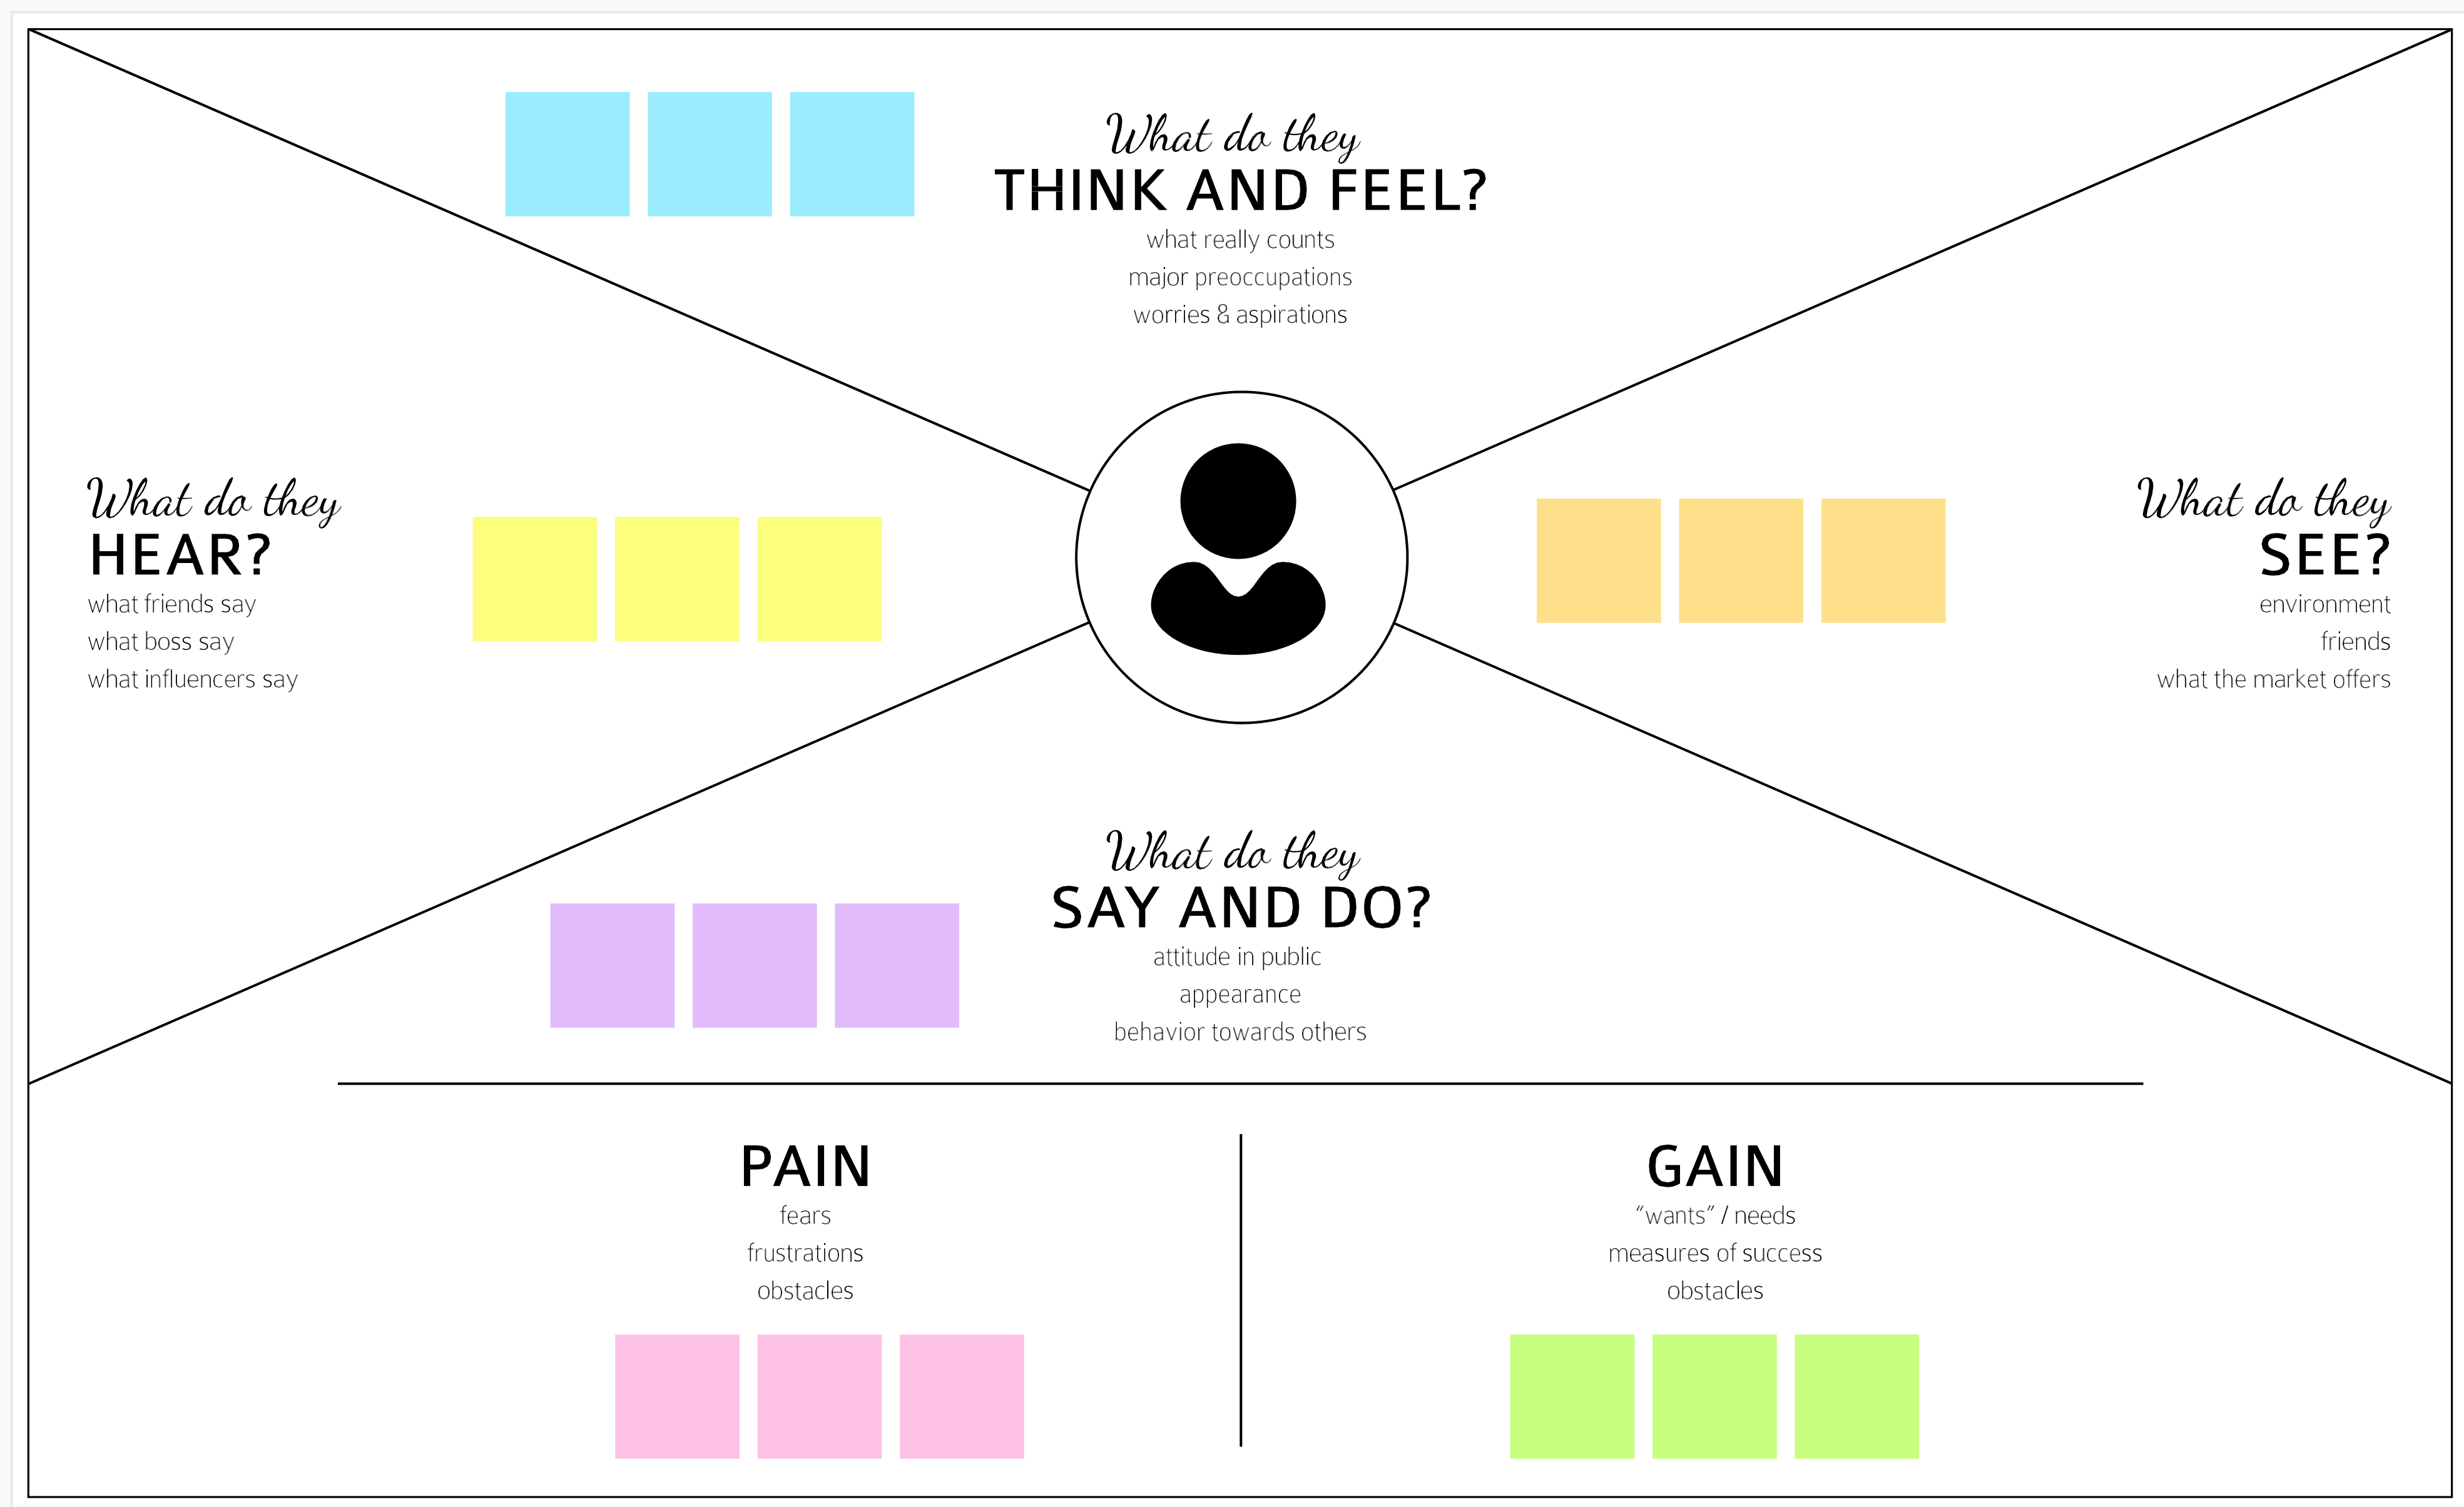 What do they
THINK AND FEEL?
what really counts
major preoccupations
worries & aspirations
What do they
HEAR?
what friends say
what boss say
what influencers say
What do they
SEE?
environment
friends
what the market offers
What do they
SAY AND DO?
attitude in public
appearance
behavior towards others
PAIN
fears
frustrations
obstacles
GAIN
“wants” / needs
measures of success
obstacles